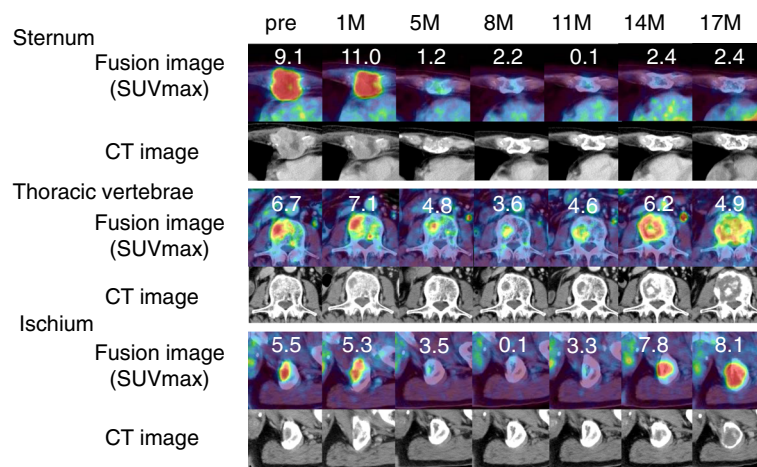 pre 1M 5M 8M 11M 14M 17M
Sternum
Fusion image 9.1 11.0 1.2 2.2 0.1 2.4 2.4
(SUVmax)
CT image
Thoracic vertebrae
Fusion image 6.7 7.1 4.8 3.6 4.6 6.2 4.9
(SUVmax)
CT image
Ischium
Fusion image 5.5 5.3 3.5 0.1 3.3 7.8 8.1
(SUVmax)
CT image